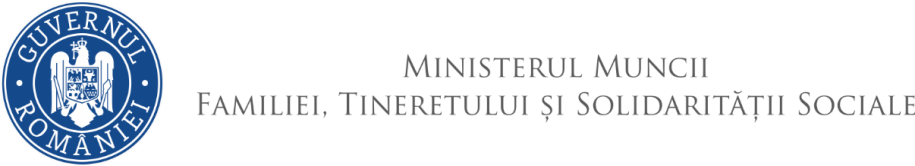 GUVERNUL
ROMÂNIEI
MINISTERUL MUNCII
FAMILIEI, TINERETULUI ȘI SOLIDARITĂȚII SOCIALE